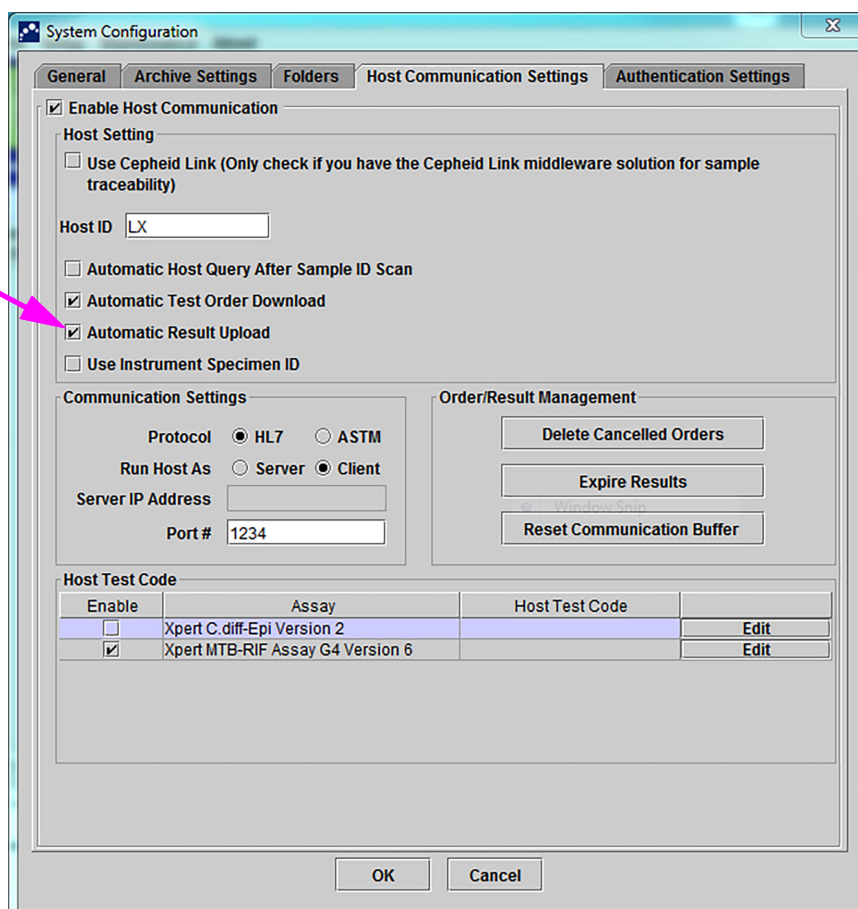 System Configuration
General Archive Settings Folders Host Communication Settings Authentication Settings
Enable Host Communication
Host Setting
Use Cepheid Link (Only check if you have the Cepheid Link middleware solution for sample
traceability)
Host ID LX
Automatic Host Query After Sample ID Scan
Automatic Test Order Download
Automatic Result Upload
Use Instrument Specimen ID
Communication Settings
Protocol HL7 ASTM
Run Host As Server Client
Server IP Address
Port # 1234
Order/Result Management
Delete Cancelled Orders
Expire Results
Window Snip
Reset Communication Buffer
Host Test Code
Enable Assay Host Test Code
Xpert C.diff-Epi Version 2 Edit
Xpert MTB-RIF Assay G4 Version 6 Edit
OK Cancel